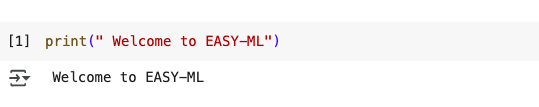 [1] print(" Welcome to EASY-ML")
Welcome to EASY-ML